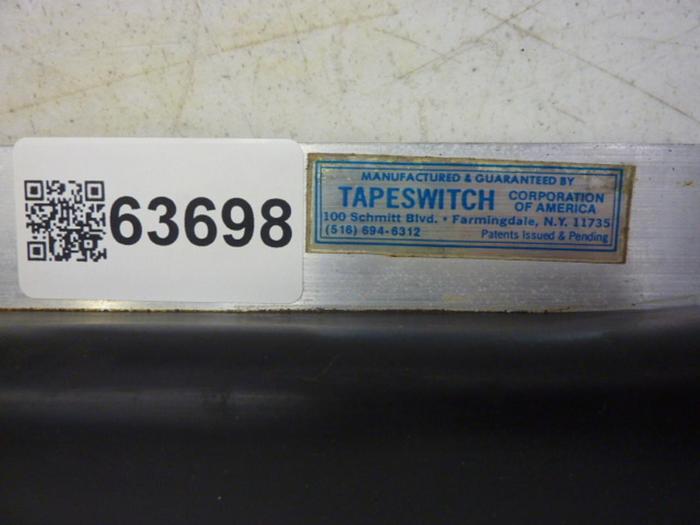 63698
MANUFACTURED & GUARANTEED BY
TAPESWITCH CORPORATION OF AMERICA
100 Schmitt Blvd. • Farmingdale, N.Y. 11735
(516) 694-6312 Patents Issued & Pending